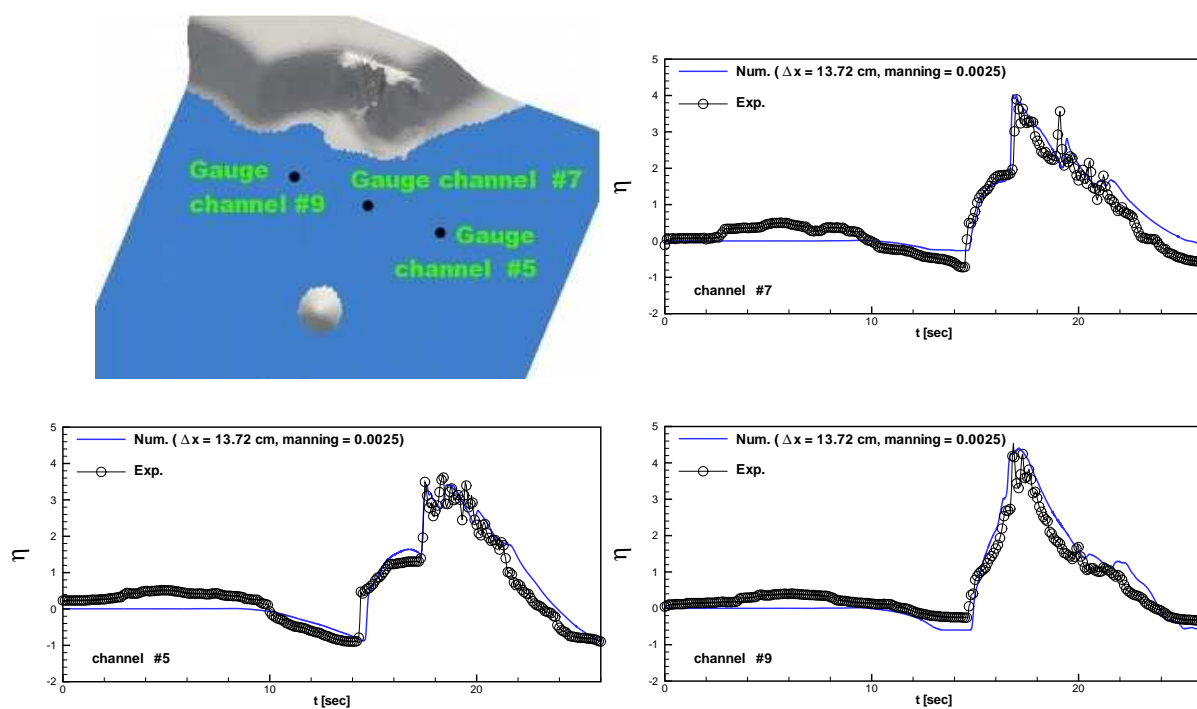 Gauge
channel #9
Gauge channel #7
Gauge
channel #5
η
5
4
3
2
1
0
-1
-2
Num. ( Δx = 13.72 cm, manning = 0.0025)
Exp.
channel #7
0
10
20
t [sec]
η
5
4
3
2
1
0
-1
-2
Num. ( Δx = 13.72 cm, manning = 0.0025)
Exp.
channel #5
0
10
20
t [sec]
η
5
4
3
2
1
0
-1
-2
Num. ( Δx = 13.72 cm, manning = 0.0025)
Exp.
channel #9
0
10
20
t [sec]